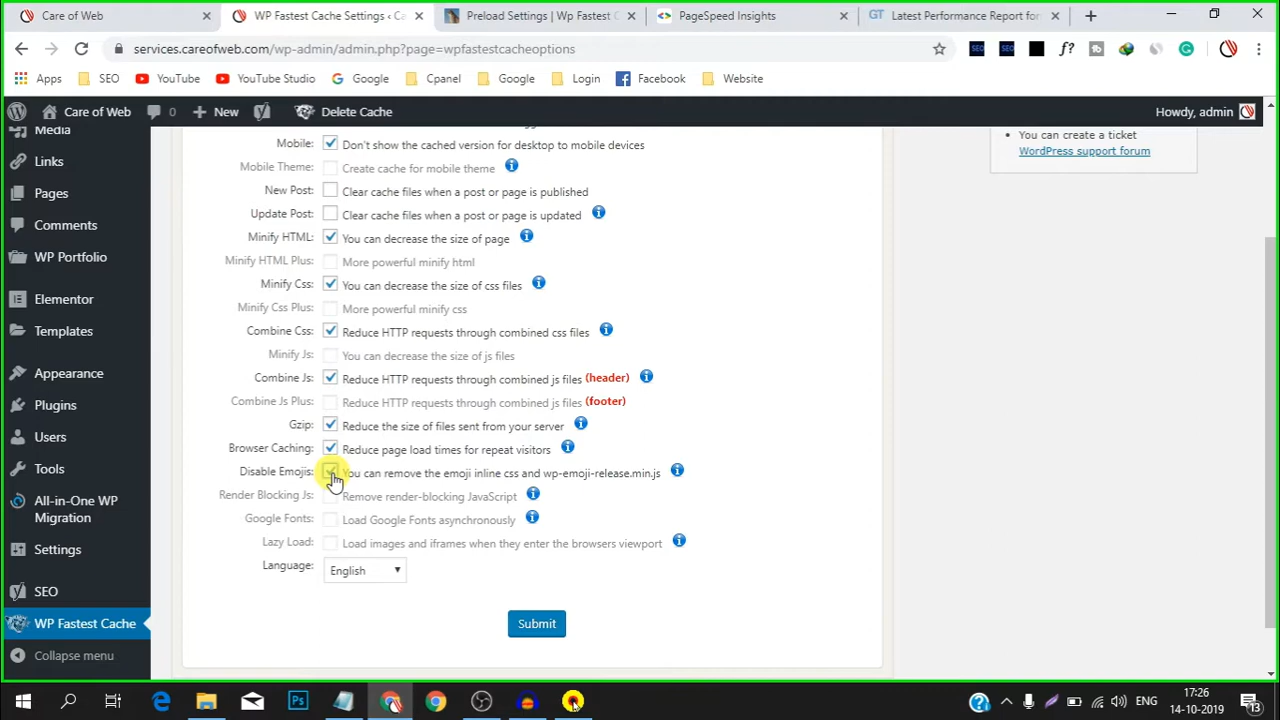 Care of Web
WP Fastest Cache Settings ‹ Ca
Preload Settings | Wp Fastest C
PageSpeed Insights
GT Latest Performance Report for
services.careofweb.com/wp-admin/admin.php?page=wpfastestcacheoptions
Apps SEO YouTube YouTube Studio Google Cpanel Google Login Facebook Website
Care of Web 0 New Delete Cache Howdy, admin
Media
Links
Pages
Comments
WP Portfolio
Elementor
Templates
Appearance
Plugins
Users
Tools
All-in-One WP
Migration
Settings
SEO
WP Fastest Cache
Collapse menu
Mobile: Don't show the cached version for desktop to mobile devices
Mobile Theme: Create cache for mobile theme
New Post: Clear cache files when a post or page is published
Update Post: Clear cache files when a post or page is updated
Minify HTML: You can decrease the size of page
Minify HTML Plus: More powerful minify html
Minify Css: You can decrease the size of css files
Minify Css Plus: More powerful minify css
Combine Css: Reduce HTTP requests through combined css files
Minify Js: You can decrease the size of js files
Combine Js: Reduce HTTP requests through combined js files (header)
Combine Js Plus: Reduce HTTP requests through combined js files (footer)
Gzip: Reduce the size of files sent from your server
Browser Caching: Reduce page load times for repeat visitors
Disable Emojis: You can remove the emoji inline css and wp-emoji-release.min.js
Render Blocking Js: Remove render-blocking JavaScript
Google Fonts: Load Google Fonts asynchronously
Lazy Load: Load images and iframes when they enter the browsers viewport
Language: English
Submit
You can create a ticket
WordPress support forum
ENG
17:26
14-10-2019
13